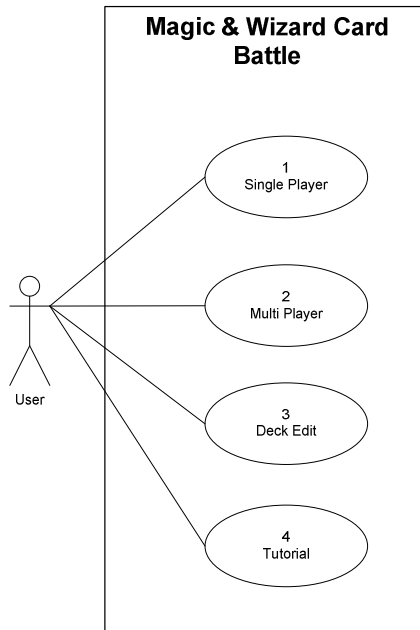 Magic & Wizard Card
Battle
1
Single Player
2
Multi Player
3
Deck Edit
4
Tutorial
User